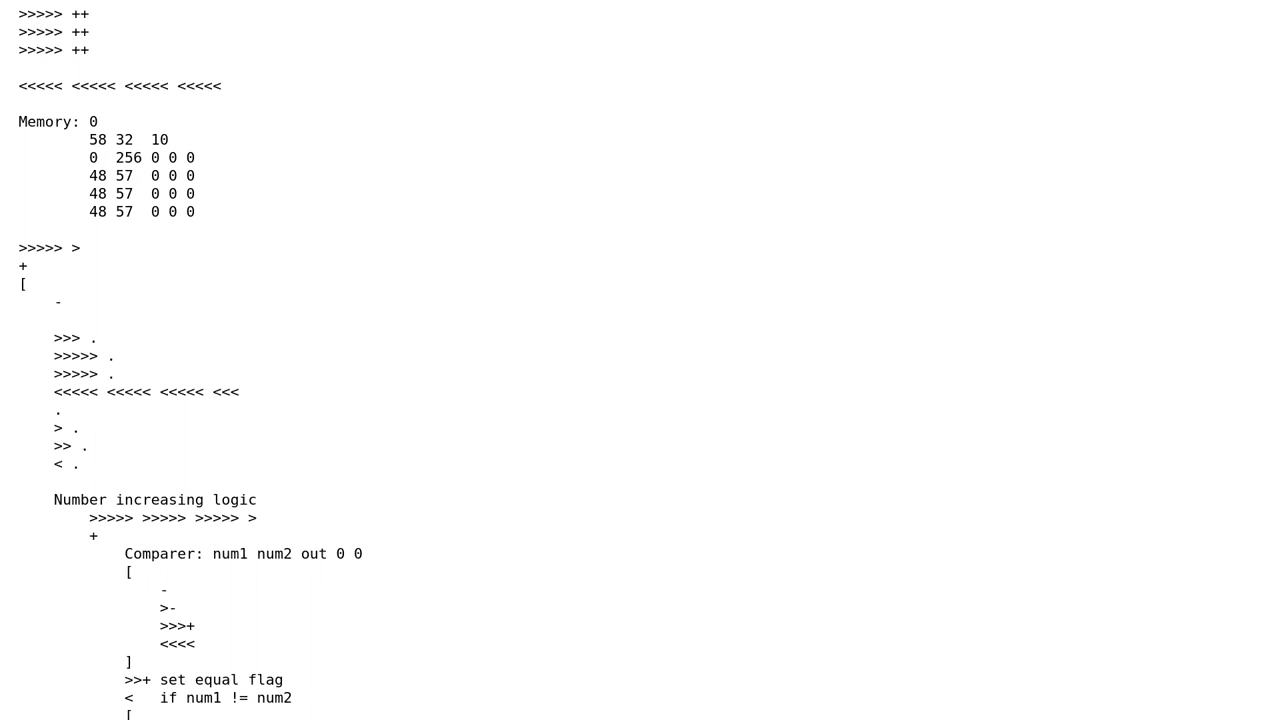 >>>>> ++
>>>>> ++
>>>>> ++
<<<<< <<<<< <<<<< <<<<<
Memory: 0
58 32  10
0  256 0 0 0
48 57  0 0 0
48 57  0 0 0
48 57  0 0 0
>>>>> >
+
[
-
>>> .
>>>>> .
>>>>> .
<<<<< <<<<< <<<<< <<<
.
> .
>> .
< .
Number increasing logic
>>>>> >>>>> >>>>> >
+
Comparer: num1 num2 out 0 0
[
-
>-
>>>+
<<<<
]
>>+ set equal flag
<   if num1 != num2
[